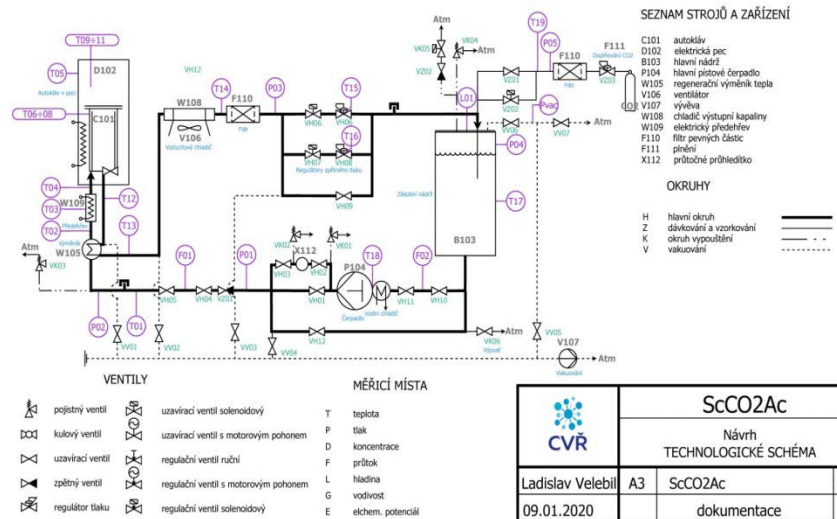 SEZNAM STROJŮ A ZAŘÍZENÍ
C101 autokláv
D102 elektrická pec
B103 hlavní nádrž
P104 hlavní pístové čerpadlo
W105 regenerační výměník tepla
V106 ventilátor
V107 vývěva
W108 chladič výstupní kapaliny
W109 elektrický předehřev
F110 filtr pevných částic
F111 plnění
X112 průtočné průhledítko
OKRUHY
H hlavní okruh
Z dávkování a vzorkování
K okruh vypouštění
V vakuování
T09÷11
T05
D102
Autokláv v peci
T06÷08
C101
T04
W109
T03
Předehřev
T02
T12
T13
Výměník
W105
Atm
VK03
P02
T01
VV01
VV02
VH12
T14
W108
V106
Vzduchový chladič
F110
Filtr
P03
T15
VH06
VH06
T16
VH07
VH08
Regulátory zpětného tlaku
VH09
F01
VH05
VH04
VZ01
P01
VV03
VV04
VK02
VK01
X112
VH03
VH02
P104
T18
VH01
Čerpadlo
Vodní chladič
VH11
VH10
F02
VH12
VK06
Atm
Výpusť
Atm
VK05
VK04
Atm
VZ02
L01
T19
P05
F110
Filtr
F111
Doplňování CO2
VZ01
VZ03
VZ02
CO2
Pvac
VV06
VV07
Atm
P04
Zásobní nádrž
T17
B103
VV05
V107
Atm
Vakuování
VENTILY
pojistný ventil
kulový ventil
uzavírací ventil
zpětný ventil
regulátor tlaku
uzavírací ventil solenoidový
uzavírací ventil s motorovým pohonem
regulační ventil ruční
regulační ventil s motorovým pohonem
regulační ventil solenoidový
MĚŘICÍ MÍSTA
T teplota
P tlak
D koncentrace
F průtok
L hladina
G vodivost
E elchem. potenciál
CVŘ
ScCO2Ac
Návrh
TECHNOLOGICKÉ SCHÉMA
Ladislav Velebil A3 ScCO2Ac
09.01.2020 dokumentace